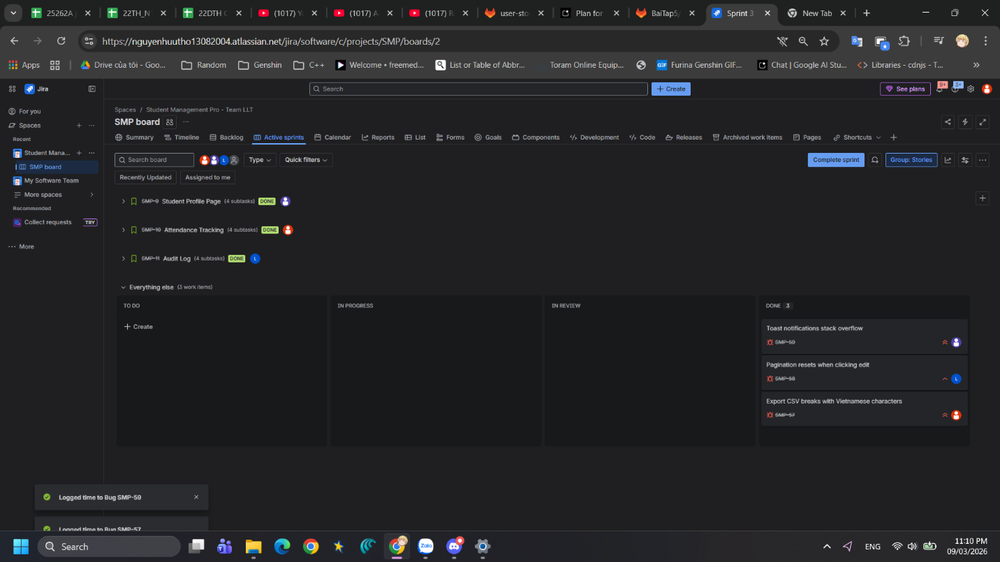 25262A
22TH_N
22DTH
(1017) Y
(1017) A
(1017) R
user-sto
Plan for
BaiTap5/
Sprint 3
New Tab
https://nguyenhuutho13082004.atlassian.net/jira/software/c/projects/SMP/boards/2
Apps
Drive của tôi - Goo...
Random
Genshin
C++
Welcome • freemed...
List or Table of Abbr...
Toram Online Equip...
Furina Genshin GIF...
Chat | Google AI Stu...
Libraries - cdnjs - T...
Jira
Search
Create
See plans
9+
3+
For you
Spaces
Recent
Student Mana...
SMP board
My Software Team
More spaces
Recommended
Collect requests
TRY
More
Spaces / Student Management Pro - Team LLT
SMP board
Summary
Timeline
Backlog
Active sprints
Calendar
Reports
List
Forms
Goals
Components
Development
Code
Releases
Archived work items
Pages
Shortcuts
Search board
L
Type
Quick filters
Complete sprint
Group: Stories
Recently Updated
Assigned to me
SMP-9 Student Profile Page (4 subtasks) DONE
SMP-10 Attendance Tracking (4 subtasks) DONE
SMP-11 Audit Log (4 subtasks) DONE L
Everything else (3 work items)
TO DO
IN PROGRESS
IN REVIEW
DONE 3
Create
Toast notifications stack overflow
SMP-59
Pagination resets when clicking edit
SMP-58 L
Export CSV breaks with Vietnamese characters
SMP-57
Logged time to Bug SMP-59
Logged time to Bug SMP-57
Search
Zalo
ENG
11:10 PM
09/03/2026